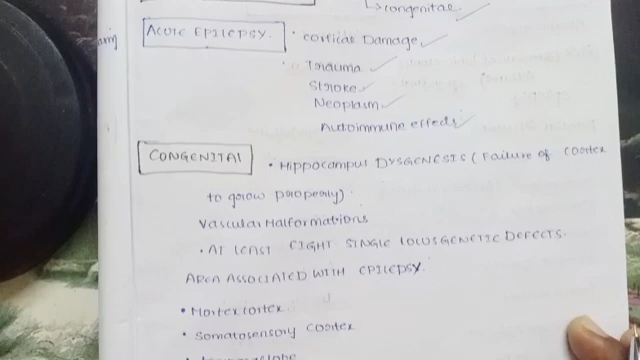 congenital
ACUTE EPILEPSY. • cortical Damage
• Trauma
Stroke
Neoplasm
Autoimmune effects
CONGENITAL • HIPPOCAMPUS DYSGENESIS (Failure of cortex
to grow properly)
Vascular Malformations
• AT LEAST EIGHT SINGLE LOCUS GENETIC DEFECTS.
AREA ASSOCIATED WITH EPILEPSY.
• Mortex cortex.
• Somatosensory cortex